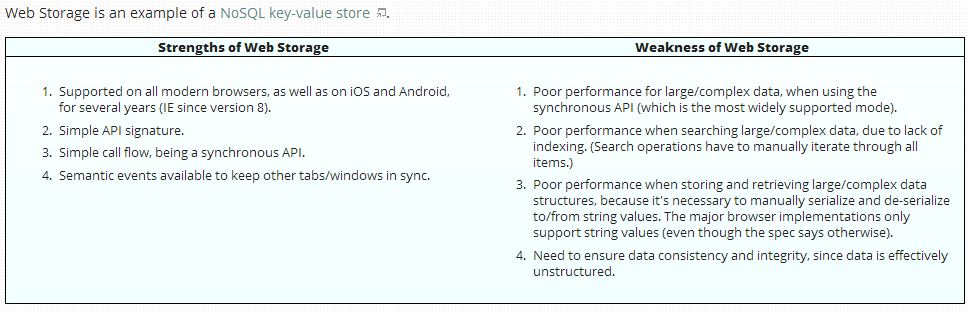 Web Storage is an example of a NoSQL key-value store.
Strengths of Web Storage
Weakness of Web Storage
1. Supported on all modern browsers, as well as on iOS and Android,
for several years (IE since version 8).
2. Simple API signature.
3. Simple call flow, being a synchronous API.
4. Semantic events available to keep other tabs/windows in sync.
1. Poor performance for large/complex data, when using the
synchronous API (which is the most widely supported mode).
2. Poor performance when searching large/complex data, due to lack of
indexing. (Search operations have to manually iterate through all
items.)
3. Poor performance when storing and retrieving large/complex data
structures, because it's necessary to manually serialize and de-serialize
to/from string values. The major browser implementations only
support string values (even though the spec says otherwise).
4. Need to ensure data consistency and integrity, since data is effectively
unstructured.